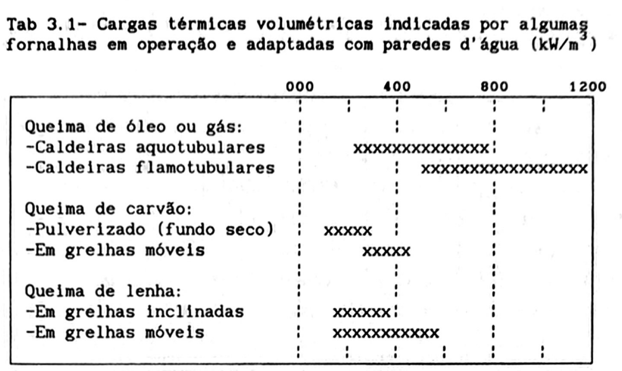 Tab 3.1- Cargas térmicas volumétricas indicadas por algumas
fornalhas em operação e adaptadas com paredes d'água (kW/m³)
000 400 800 1200
Queima de óleo ou gás:
-Caldeiras aquotubulares xxxxxxxxxxxxxx
-Caldeiras flamotubulares xxxxxxxxxxxxxxxxx
Queima de carvão:
-Pulverizado (fundo seco) xxxxx
-Em grelhas móveis xxxxx
Queima de lenha:
-Em grelhas inclinadas xxxxxx
-Em grelhas móveis xxxxxxxxxxx